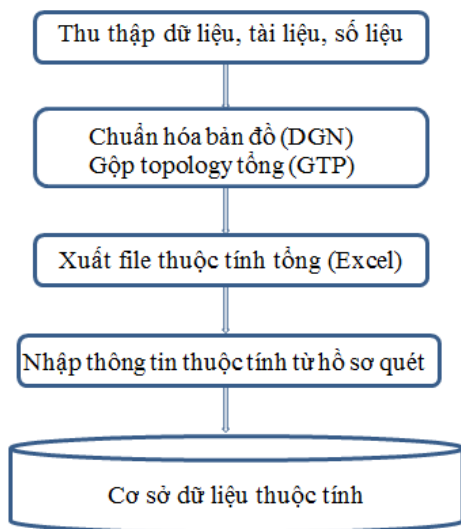 Thu thập dữ liệu, tài liệu, số liệu
Chuẩn hóa bản đồ (DGN)
Gộp topology tổng (GTP)
Xuất file thuộc tính tổng (Excel)
Nhập thông tin thuộc tính từ hồ sơ quét
Cơ sở dữ liệu thuộc tính